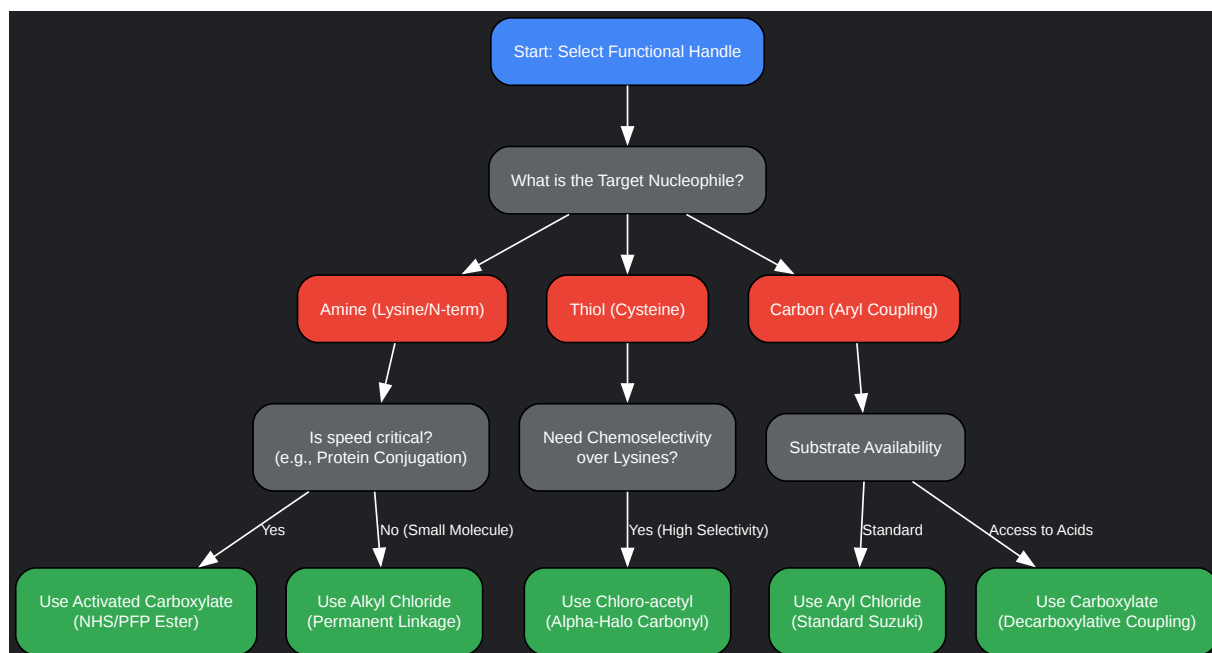 Start: Select Functional Handle
What is the Target Nucleophile?
Amine (Lysine/N-term)
Thiol (Cysteine)
Carbon (Aryl Coupling)
Is speed critical?
(e.g., Protein Conjugation)
Need Chemoselectivity
over Lysines?
Substrate Availability
Yes
No (Small Molecule)
Yes (High Selectivity)
Standard
Access to Acids
Use Activated Carboxylate
(NHS/PFP Ester)
Use Alkyl Chloride
(Permanent Linkage)
Use Chloro-acetyl
(Alpha-Halo Carbonyl)
Use Aryl Chloride
(Standard Suzuki)
Use Carboxylate
(Decarboxylative Coupling)